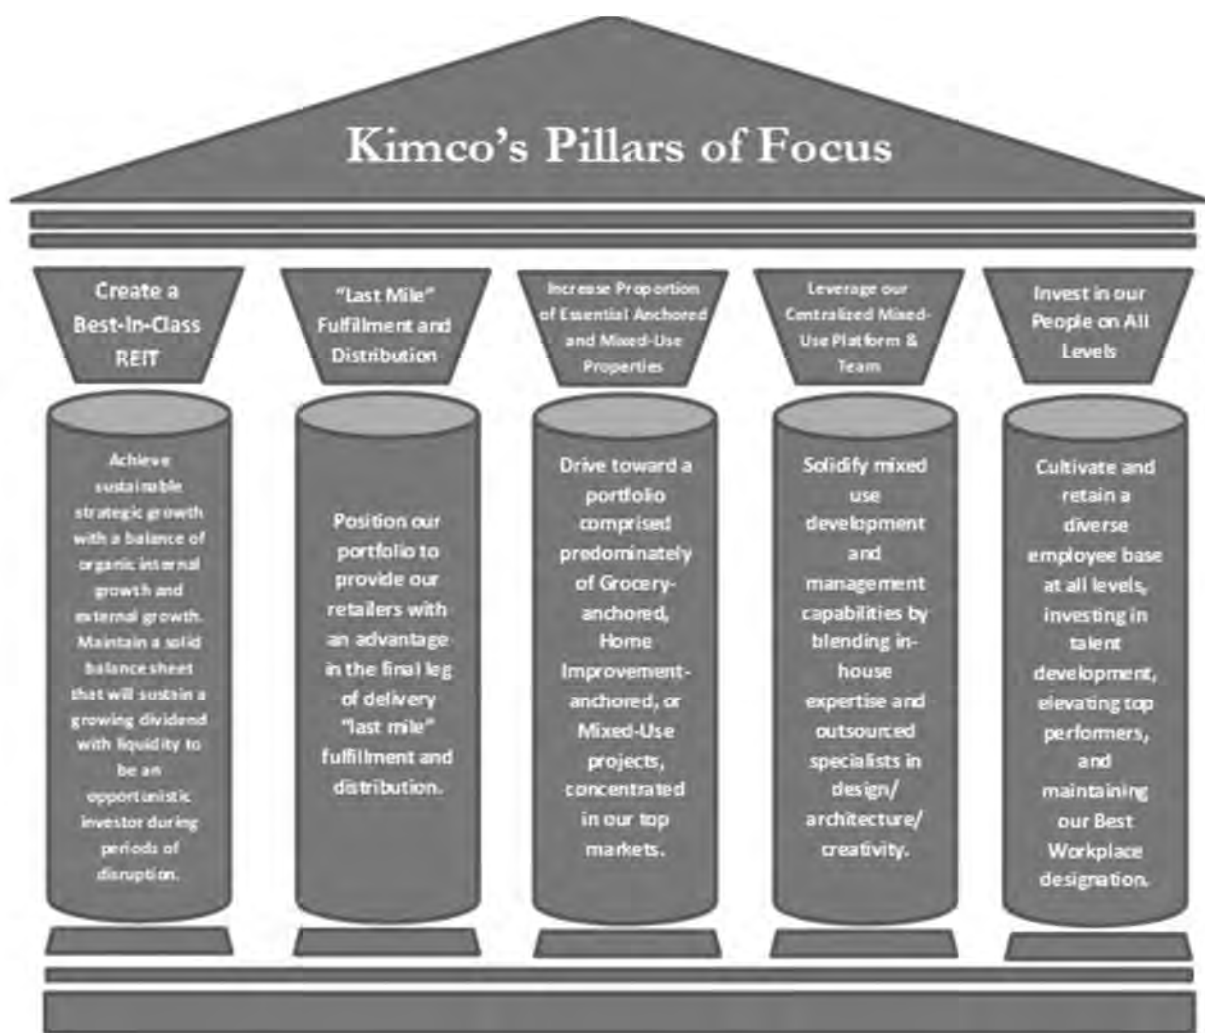 Kimco's Pillars of Focus
Create a
Best-In-Class
REIT
Achieve
sustainable
strategic growth
with a balance of
organic internal
growth and
external growth.
Maintain a solid
balance sheet
that will sustain a
growing dividend
with liquidity to
be an
opportunistic
investor during
periods of
disruption.
"Last Mile"
Fulfillment and
Distribution
Position our
portfolio to
provide our
retailers with
an advantage
in the final leg
of delivery
"last mile"
fulfillment and
distribution.
Increase Proportion
of Essential Anchored
and Mixed-Use
Properties
Drive toward a
portfolio
comprised
predominately
of Grocery-
anchored,
Home
Improvement-
anchored, or
Mixed-Use
projects,
concentrated
in our top
markets.
Leverage our
Centralized Mixed-
Use Platform &
Team
Solidify mixed
use
development
and
management
capabilities by
blending in-
house
expertise and
outsourced
specialists in
design/
architecture/
creativity.
Invest in our
People on All
Levels
Cultivate and
retain a
diverse
employee base
at all levels,
investing in
talent
development,
elevating top
performers,
and
maintaining
our Best
Workplace
designation.